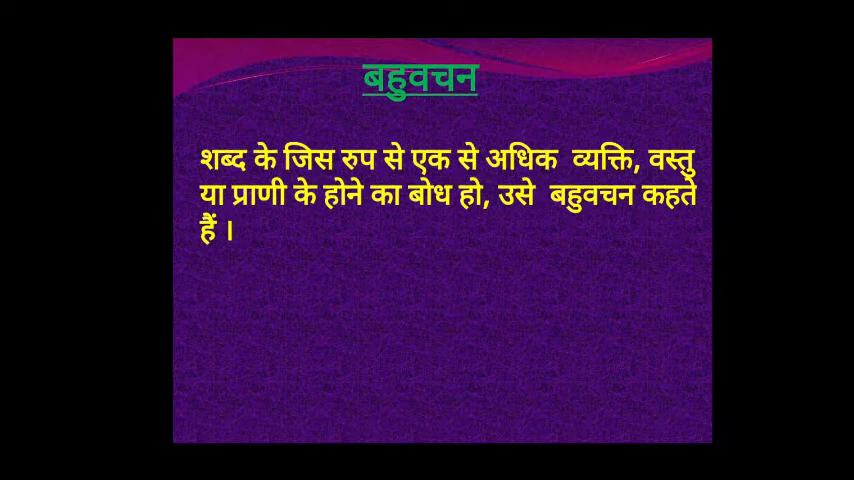 बहुवचन
शब्द के जिस रुप से एक से अधिक व्यक्ति, वस्तु
या प्राणी के होने का बोध हो, उसे बहुवचन कहते
हैं ।